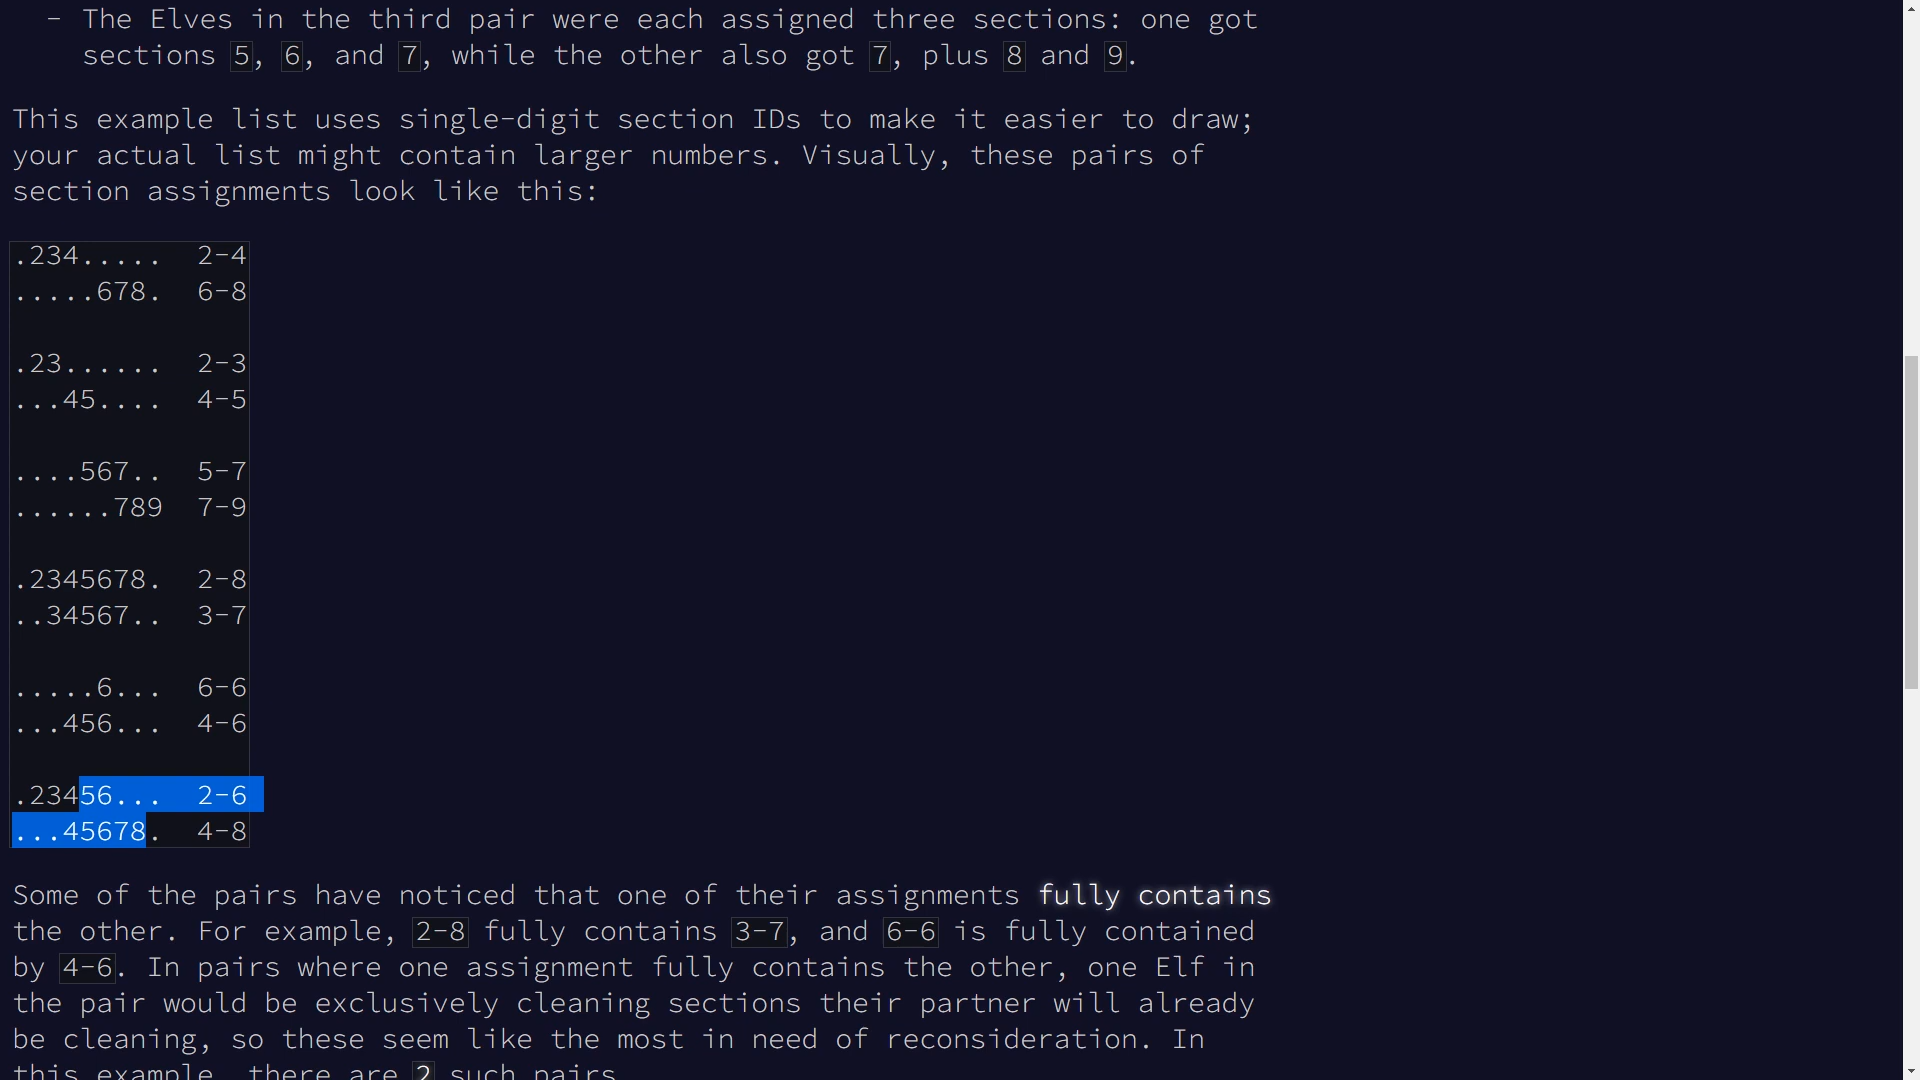 - The Elves in the third pair were each assigned three sections: one got
sections 5, 6, and 7, while the other also got 7, plus 8 and 9.
This example list uses single-digit section IDs to make it easier to draw;
your actual list might contain larger numbers. Visually, these pairs of
section assignments look like this:
.234.....  2-4
.....678.  6-8
.23......  2-3
...45....  4-5
....567..  5-7
......789  7-9
.2345678.  2-8
..34567..  3-7
.....6...  6-6
...456...  4-6
.23456...  2-6
...45678.  4-8
Some of the pairs have noticed that one of their assignments fully contains
the other. For example, 2-8 fully contains 3-7, and 6-6 is fully contained
by 4-6. In pairs where one assignment fully contains the other, one Elf in
the pair would be exclusively cleaning sections their partner will already
be cleaning, so these seem like the most in need of reconsideration. In
this example, there are 2 such pairs.